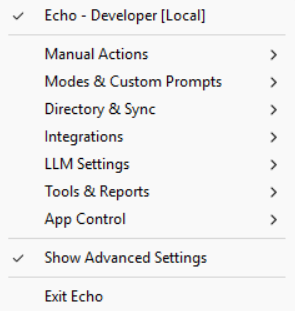 Echo - Developer [Local]
Manual Actions
Modes & Custom Prompts
Directory & Sync
Integrations
LLM Settings
Tools & Reports
App Control
Show Advanced Settings
Exit Echo